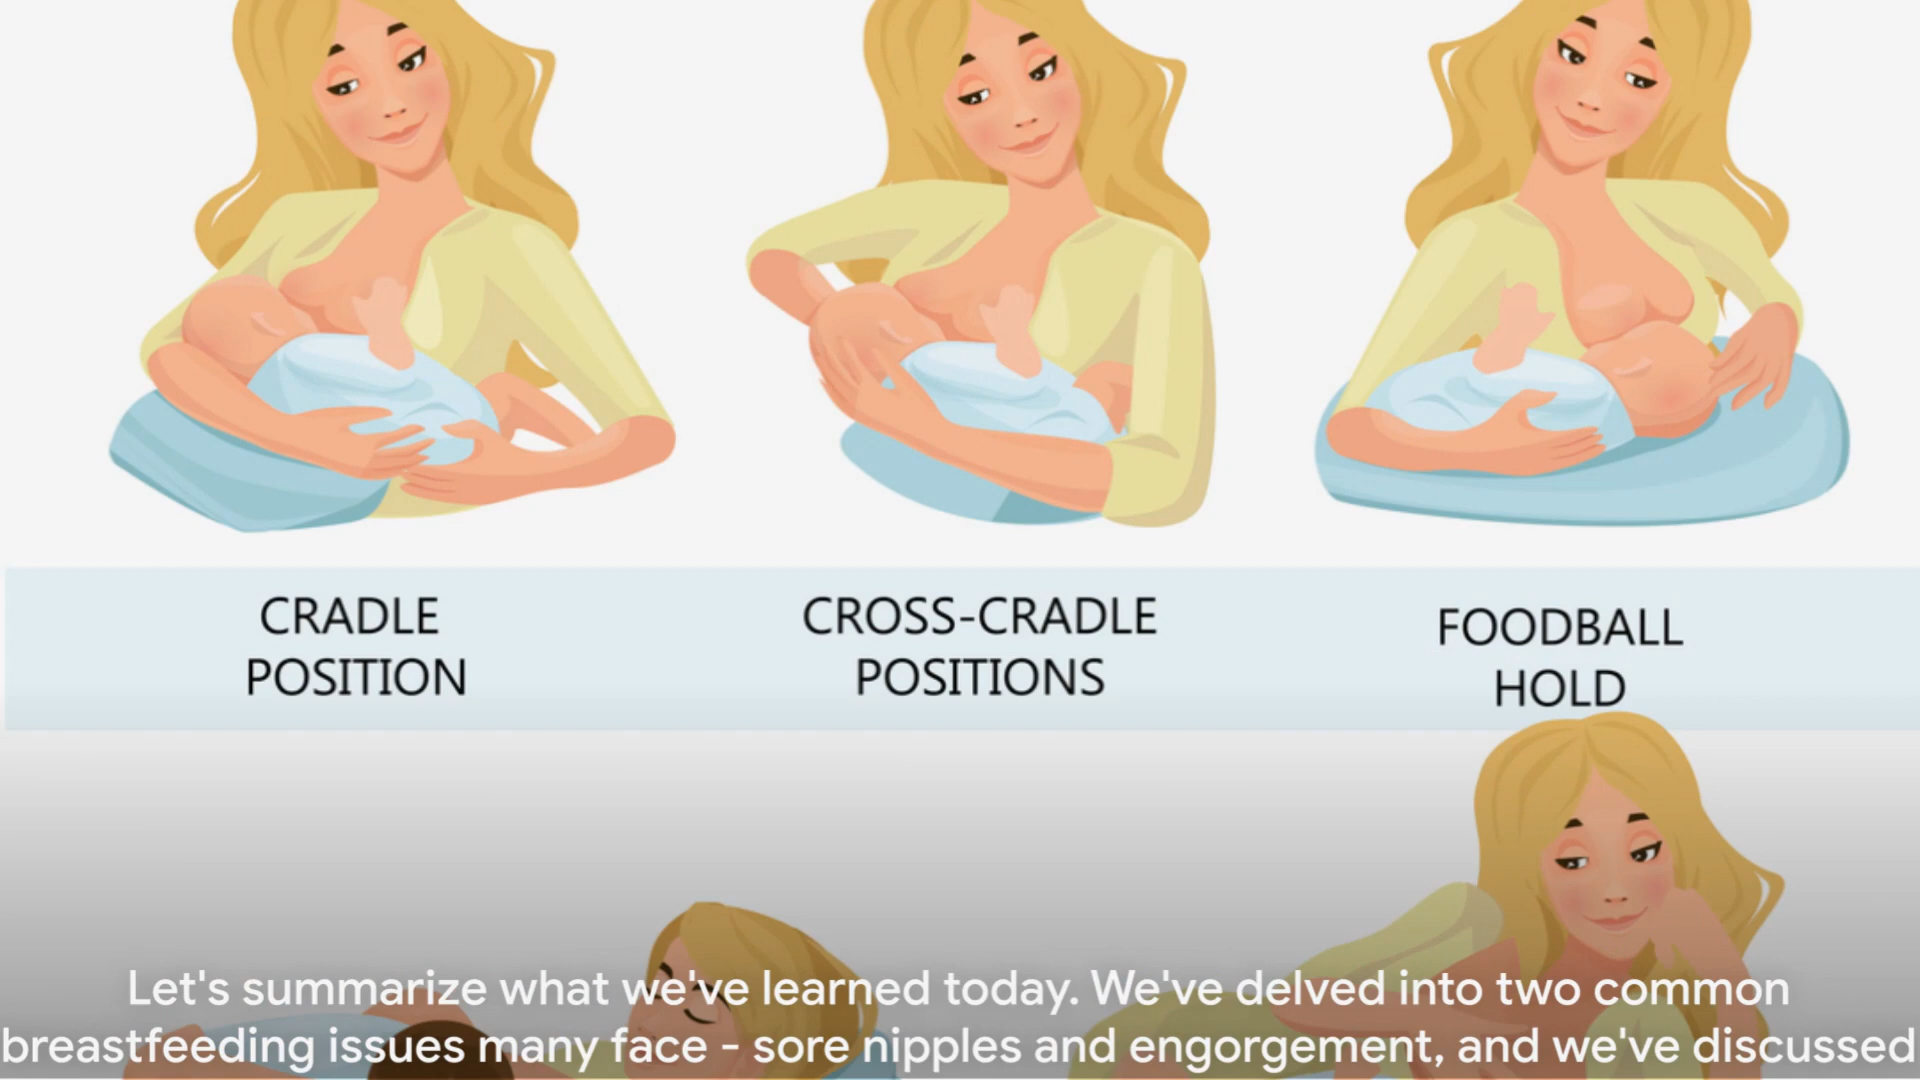 CRADLE
POSITION
CROSS-CRADLE
POSITIONS
FOODBALL
HOLD
Let's summarize what we've learned today. We've delved into two common
breastfeeding issues many face - sore nipples and engorgement, and we've discussed